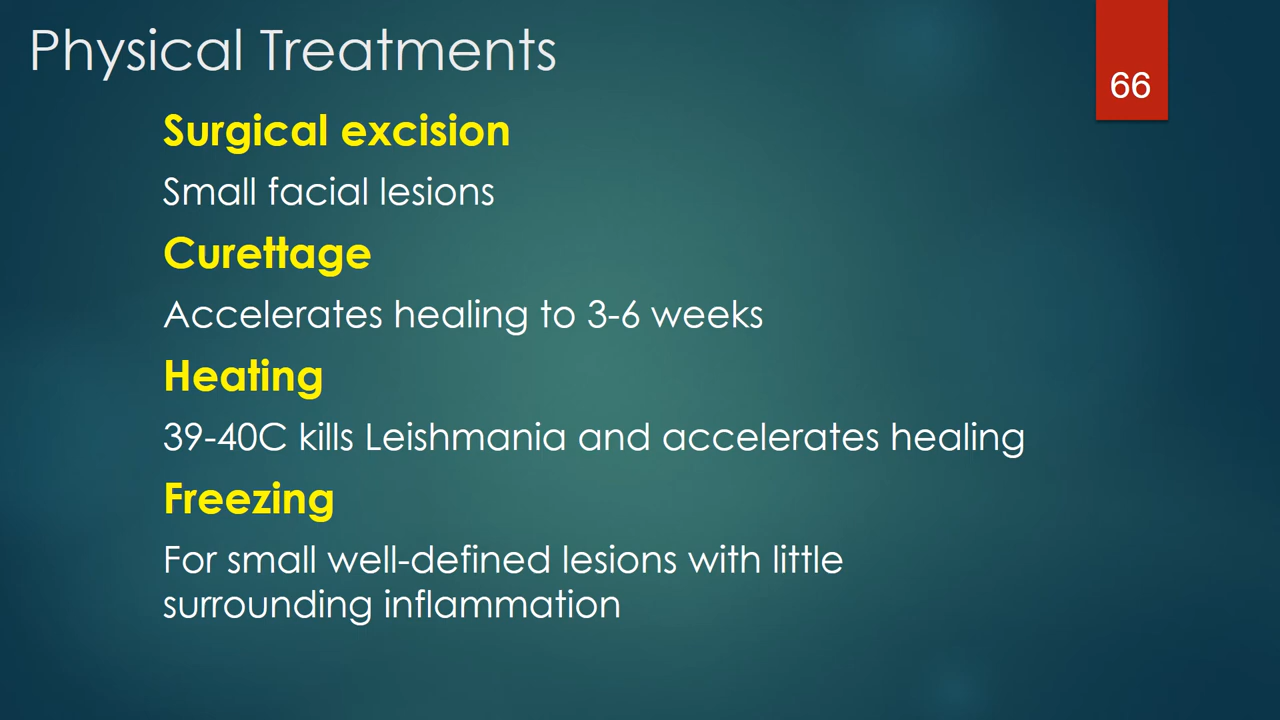 Physical Treatments
66
Surgical excision
Small facial lesions
Curettage
Accelerates healing to 3-6 weeks
Heating
39-40C kills Leishmania and accelerates healing
Freezing
For small well-defined lesions with little
surrounding inflammation